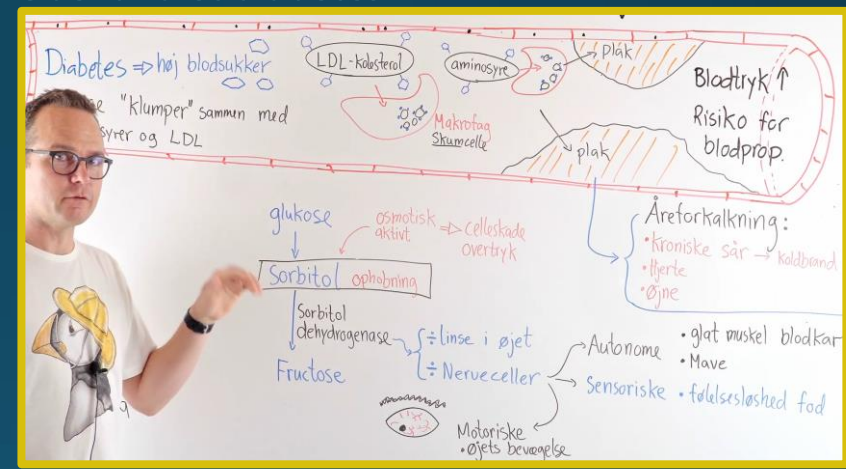 Diabetes => høj blodsukker
"klumper" sammen med
syrer og LDL
LDL-kolesterol
Makrofag
Skumcelle
aminosyre
plak
plak
Blodtryk ↑
Risiko for
blodprop.
glukose
Sorbitol ophobning
osmotisk
aktivt => celleskade
overtryk
Sorbitol
dehydrogenase
÷ linse i øjet
÷ Nerveceller
Fructose
Åreforkalkning:
• Kroniske sår → koldbrand
• Hjerte
• Øjne
Autonome
• glat muskel blodkar
• Mave
Sensoriske • følelsesløshed fod
Motoriske
• øjets bevægelse